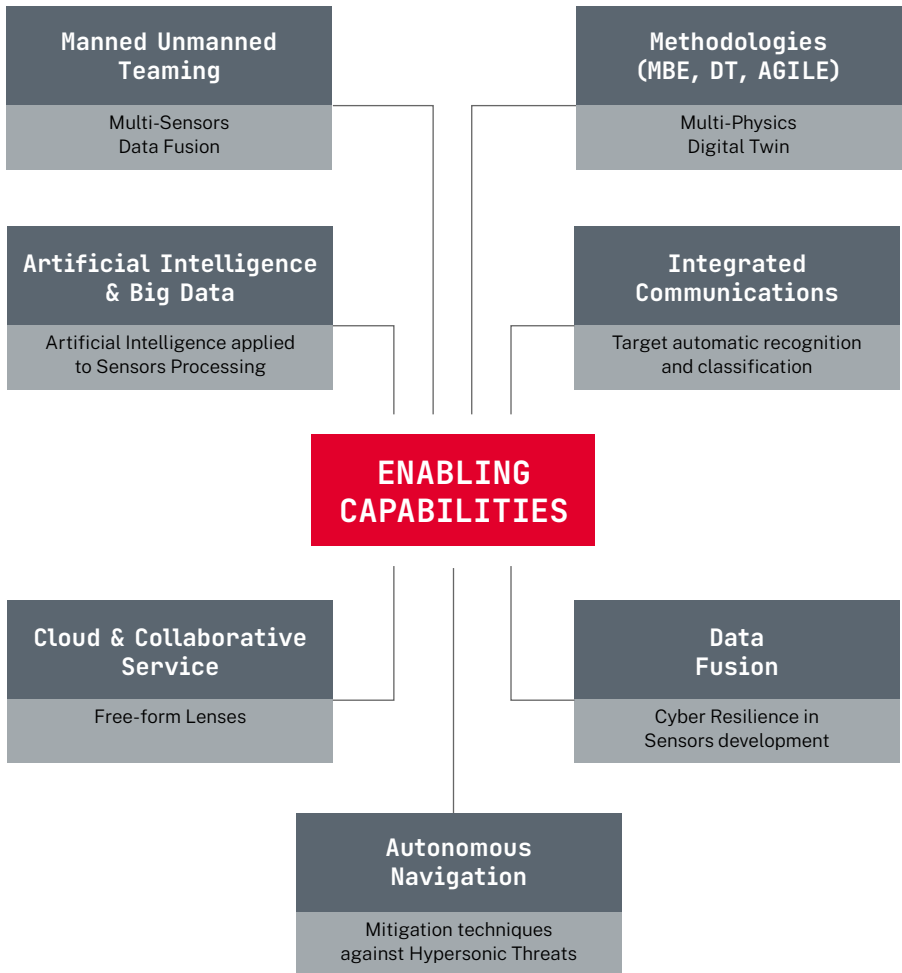 Manned Unmanned
Teaming
Multi-Sensors
Data Fusion
Methodologies
(MBE, DT, AGILE)
Multi-Physics
Digital Twin
Artificial Intelligence
& Big Data
Artificial Intelligence applied
to Sensors Processing
Integrated
Communications
Target automatic recognition
and classification
ENABLING
CAPABILITIES
Cloud & Collaborative
Service
Free-form Lenses
Data
Fusion
Cyber Resilience in
Sensors development
Autonomous
Navigation
Mitigation techniques
against Hypersonic Threats